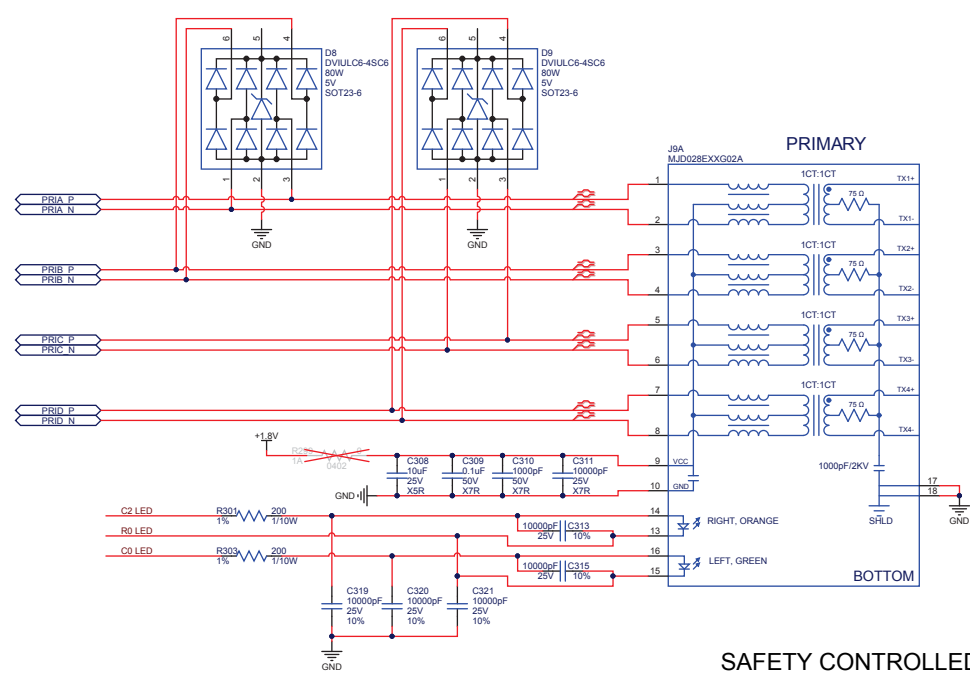 6 5 4
D8
DVIULC6-4SC6
80W
5V
SOT23-6
1 2 3
GND
6 5 4
D9
DVIULC6-4SC6
80W
5V
SOT23-6
1 2 3
GND
PRIMARY
J9A
MJD028EXXG02A
PRIA_P
PRIA_N
PRIB_P
PRIB_N
PRIC_P
PRIC_N
PRID_P
PRID_N
1 1CT:1CT 75 Ω TX1+
2 TX1-
3 1CT:1CT 75 Ω TX2+
4 TX2-
5 1CT:1CT 75 Ω TX3+
6 TX3-
7 1CT:1CT 75 Ω TX4+
8 TX4-
+1.8V
1A
0402
C308
10uF
25V
X5R
C309
0.1uF
50V
X7R
C310
1000pF
50V
X7R
C311
10000pF
25V
X7R
GND
9 VCC
10 GND
1000pF/2KV
17
18
SHLD
GND
C2 LED
R301 200
1% 1/10W
R0 LED
C0 LED
R303 200
1% 1/10W
10000pF C313
25V 10%
10000pF C315
25V 10%
14
13
RIGHT, ORANGE
16
15
LEFT, GREEN
BOTTOM
C319
10000pF
25V
10%
C320
10000pF
25V
10%
C321
10000pF
25V
10%
GND
SAFETY CONTROLLED